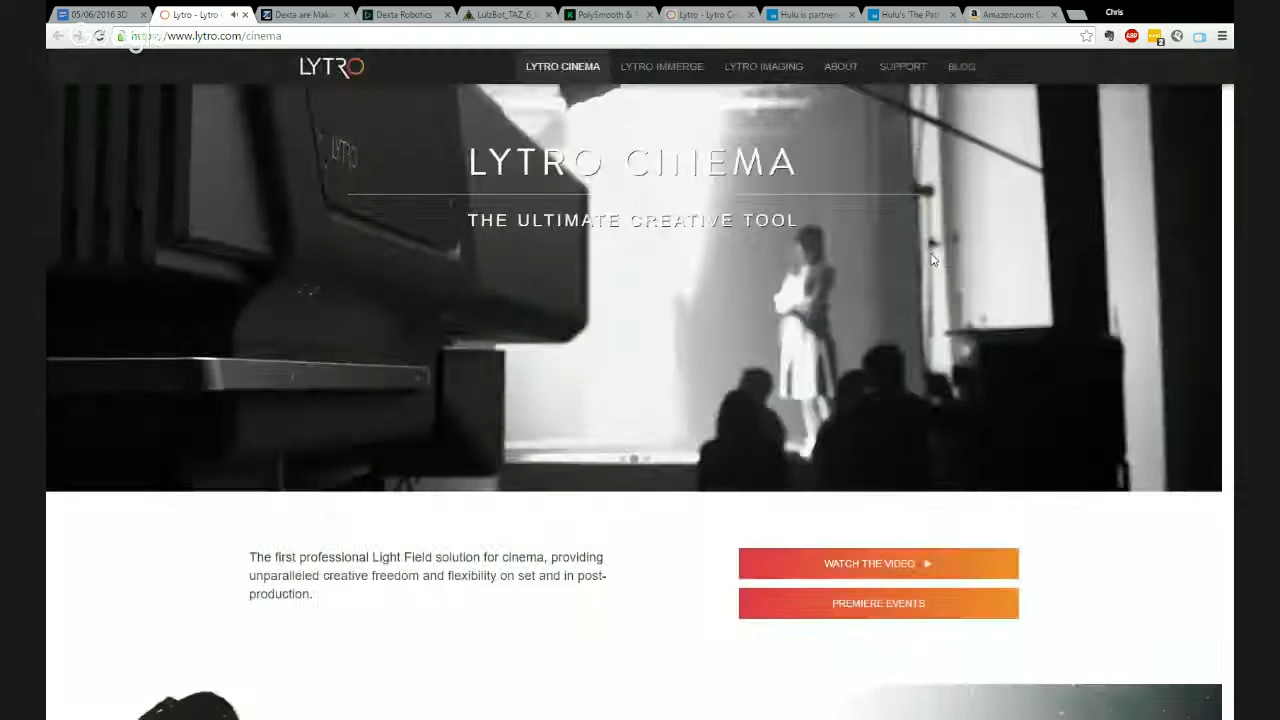 05/06/2016 3D
Lytro - Lytro
Dexta are Makin
Dexta Robotics
LulzBot_TAZ_6_
PolySmooth &
Lytro - Lytro Cin
Hulu is partner
Hulu's 'The Pat
Amazon.com:
Chris
https://www.lytro.com/cinema
LYTRO
LYTRO CINEMA
LYTRO IMMERGE
LYTRO IMAGING
ABOUT
SUPPORT
BLOG
LYTRO
LYTRO CINEMA
THE ULTIMATE CREATIVE TOOL
The first professional Light Field solution for cinema, providing
unparalleled creative freedom and flexibility on set and in post-
production.
WATCH THE VIDEO
PREMIERE EVENTS